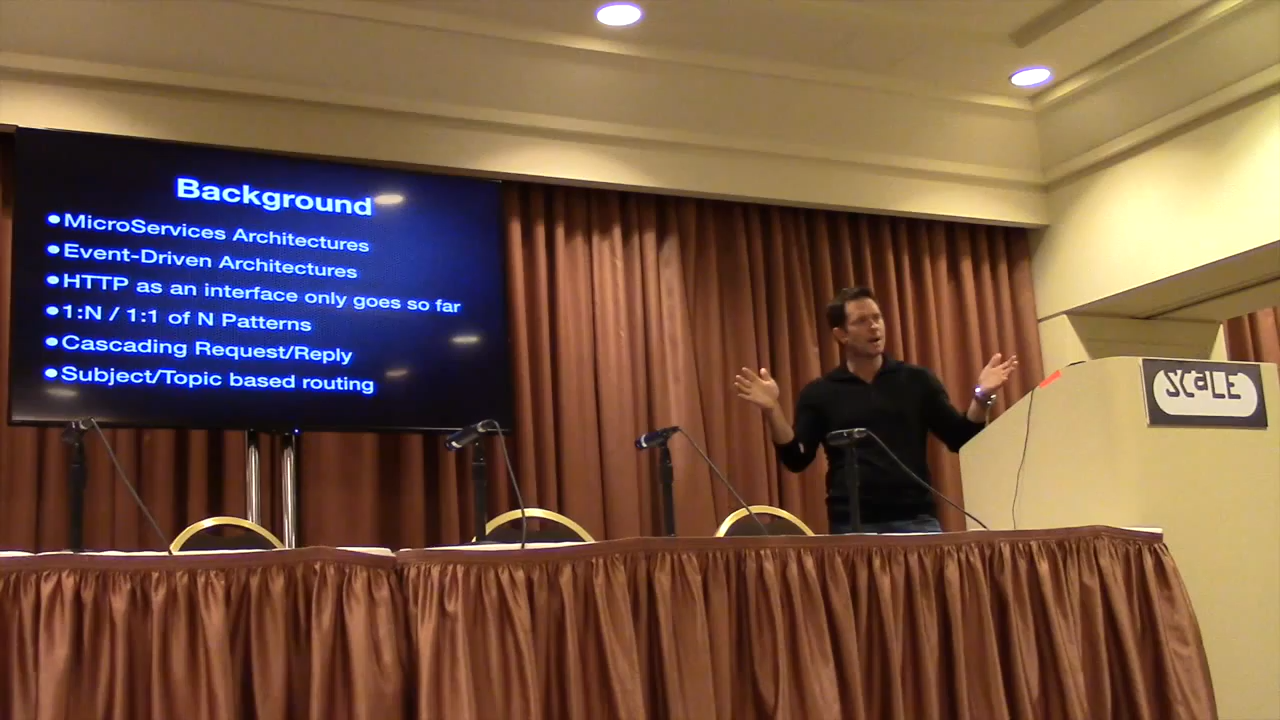 Background
•MicroServices Architectures
•Event-Driven Architectures
•HTTP as an interface only goes so far
•1:N / 1:1 of N Patterns
•Cascading Request/Reply
•Subject/Topic based routing
SCaLE